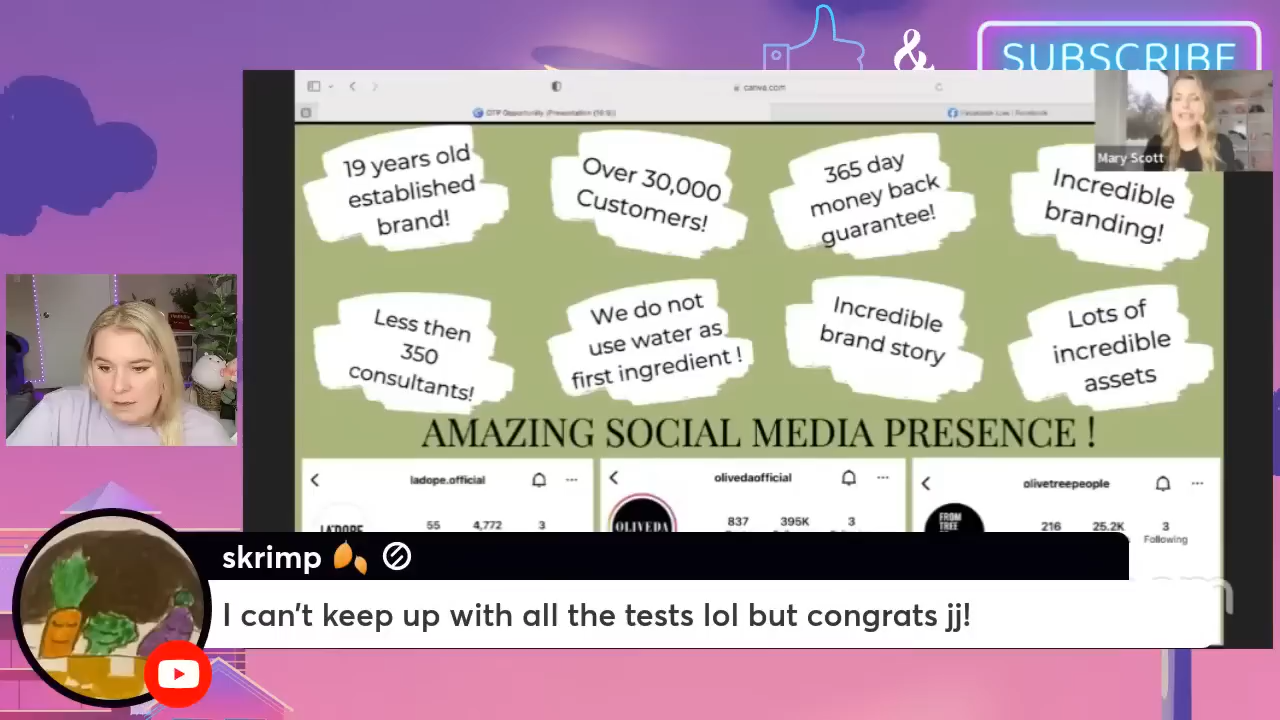 &
SUBSCRIBE
canva.com
Mary Scott
19 years old
established
brand!
Over 30,000
Customers!
365 day
money back
guarantee!
Incredible
branding!
Less then
350
consultants!
We do not
use water as
first ingredient !
Incredible
brand story
Lots of
incredible
assets
AMAZING SOCIAL MEDIA PRESENCE !
ladope.official
55 4,772 3
olivedaofficial
OLIVEDA
837 395K 3
olivetreepeople
FROM
TREE
216 25.2K 3
Following
skrimp
I can't keep up with all the tests lol but congrats jj!